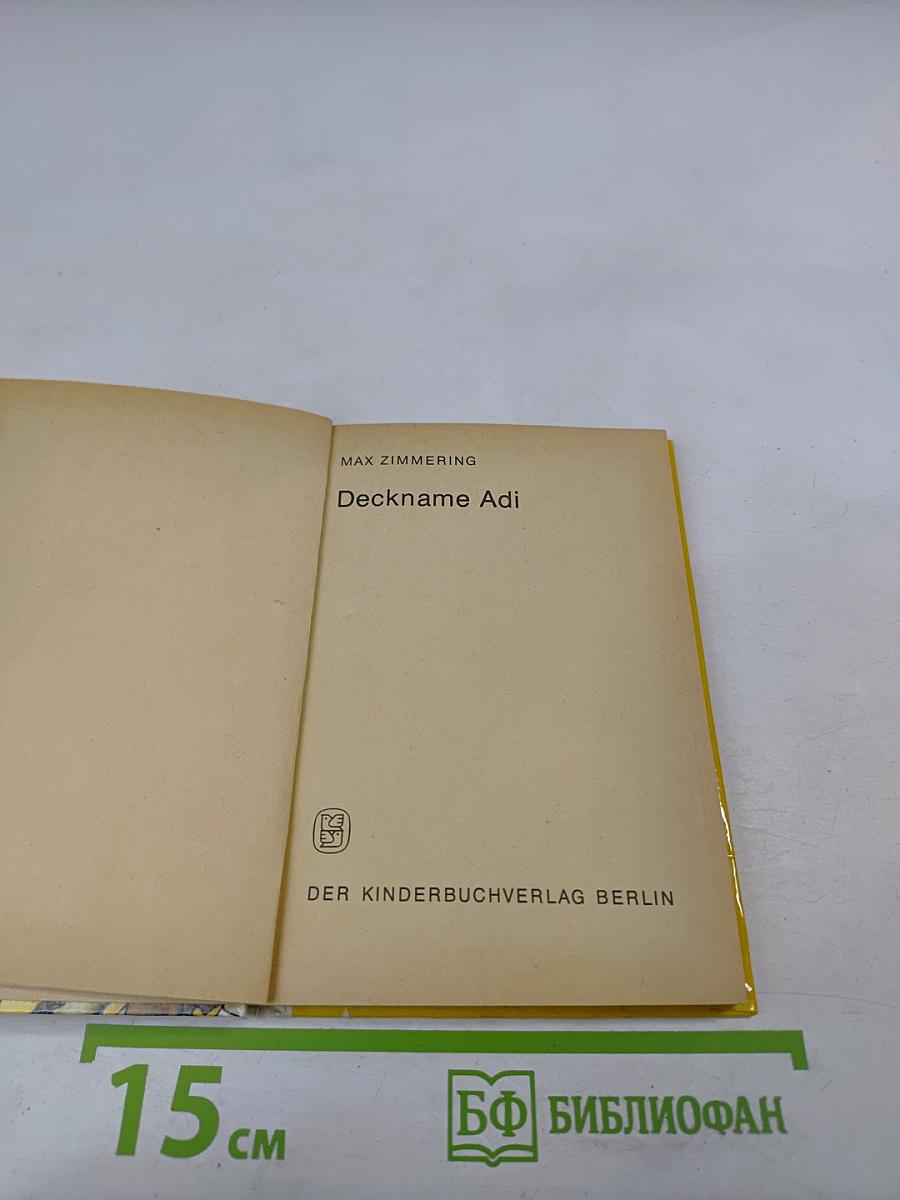 MAX ZIMMERING
Deckname Adi
DER KINDERBUCHVERLAG BERLIN
15 см
БФ БИБЛИОФАН